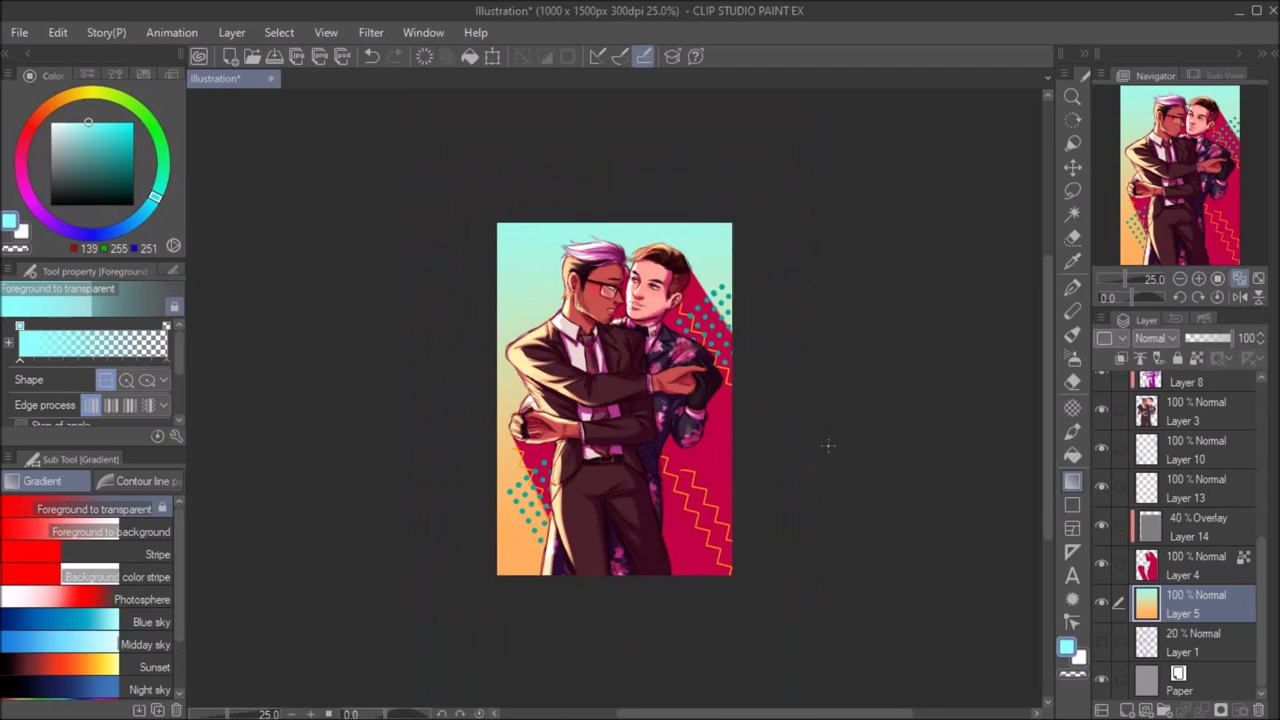 Illustration* (1000 x 1500px 300dpi 25.0%) - CLIP STUDIO PAINT EX
File Edit Story(P) Animation Layer Select View Filter Window Help
Illustration*
Color
139 255 251
Tool property [Foreground
Foreground to transparent
Shape
Edge process
Sub Tool [Gradient]
Gradient Contour line pa
Foreground to transparent
Foreground to background
Stripe
Background color stripe
Photosphere
Blue sky
Midday sky
Sunset
Night sky
25.0 0.0
Navigator Sub View
25.0
0.0
Layer
Normal 100
Layer 8
100 % Normal
Layer 3
100 % Normal
Layer 10
100 % Normal
Layer 13
40 % Overlay
Layer 14
100 % Normal
Layer 4
100 % Normal
Layer 5
20 % Normal
Layer 1
Paper